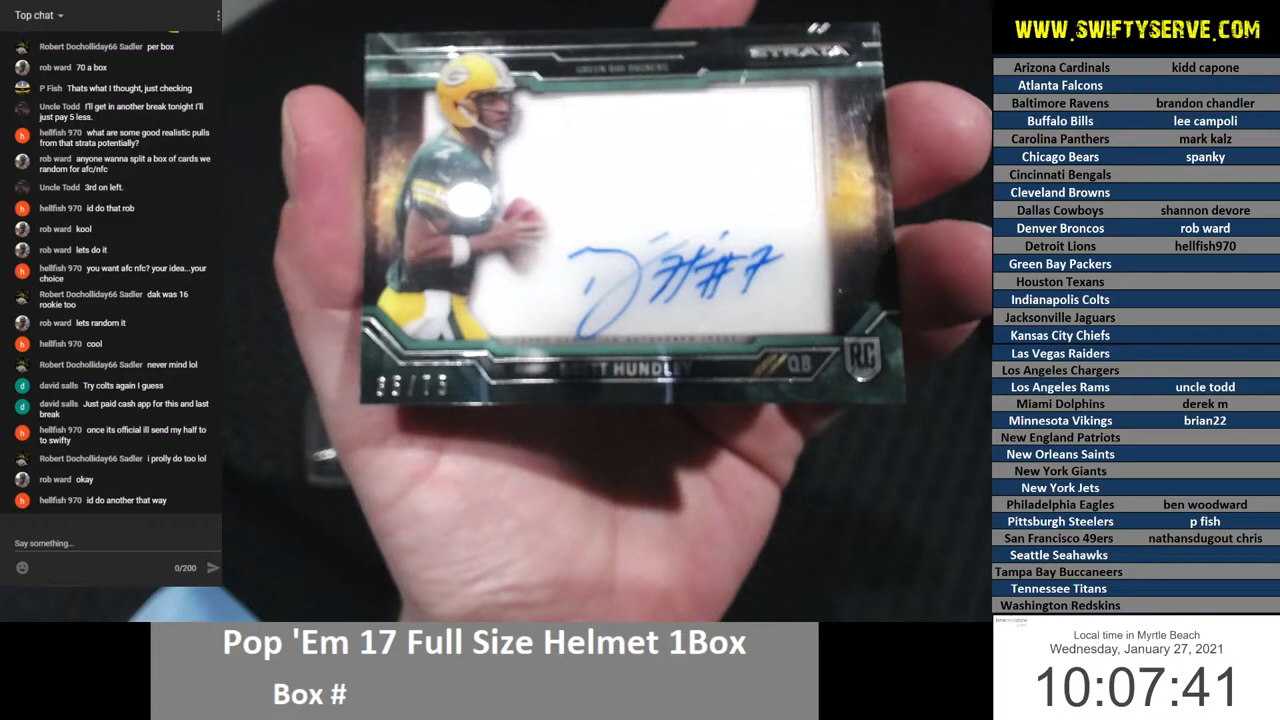 Top chat
Robert Docholliday66 Sadler per box
rob ward 70 a box
P Fish Thats what I thought, just checking
Uncle Todd I'll get in another break tonight I'll
just pay 5 less.
hellfish 970 what are some good realistic pulls
from that strata potentially?
rob ward anyone wanna split a box of cards we
random for afc/nfc
Uncle Todd 3rd on left.
hellfish 970 id do that rob
rob ward kool
rob ward lets do it
hellfish 970 you want afc nfc? your idea...your
choice
Robert Docholliday66 Sadler dak was 16
rookie too
rob ward lets random it
hellfish 970 cool
Robert Docholliday66 Sadler never mind lol
david salls Try colts again I guess
david salls Just paid cash app for this and last
break
hellfish 970 once its official ill send my half to
to swifty
Robert Docholliday66 Sadler i prolly do too lol
rob ward okay
hellfish 970 id do another that way
Say something...
0/200
STRATA
GREEN BAY PACKERS
#7
BRETT HUNDLEY
QB
RC
Pop 'Em 17 Full Size Helmet 1Box
Box #
WWW.SWIFTYSERVE.COM
Arizona Cardinals kidd capone
Atlanta Falcons
Baltimore Ravens brandon chandler
Buffalo Bills lee campoli
Carolina Panthers mark kalz
Chicago Bears spanky
Cincinnati Bengals
Cleveland Browns
Dallas Cowboys shannon devore
Denver Broncos rob ward
Detroit Lions hellfish970
Green Bay Packers
Houston Texans
Indianapolis Colts
Jacksonville Jaguars
Kansas City Chiefs
Las Vegas Raiders
Los Angeles Chargers
Los Angeles Rams uncle todd
Miami Dolphins derek m
Minnesota Vikings brian22
New England Patriots
New Orleans Saints
New York Giants
New York Jets
Philadelphia Eagles ben woodward
Pittsburgh Steelers p fish
San Francisco 49ers nathansdugout chris
Seattle Seahawks
Tampa Bay Buccaneers
Tennessee Titans
Washington Redskins
Local time in Myrtle Beach
Wednesday, January 27, 2021
10:07:41